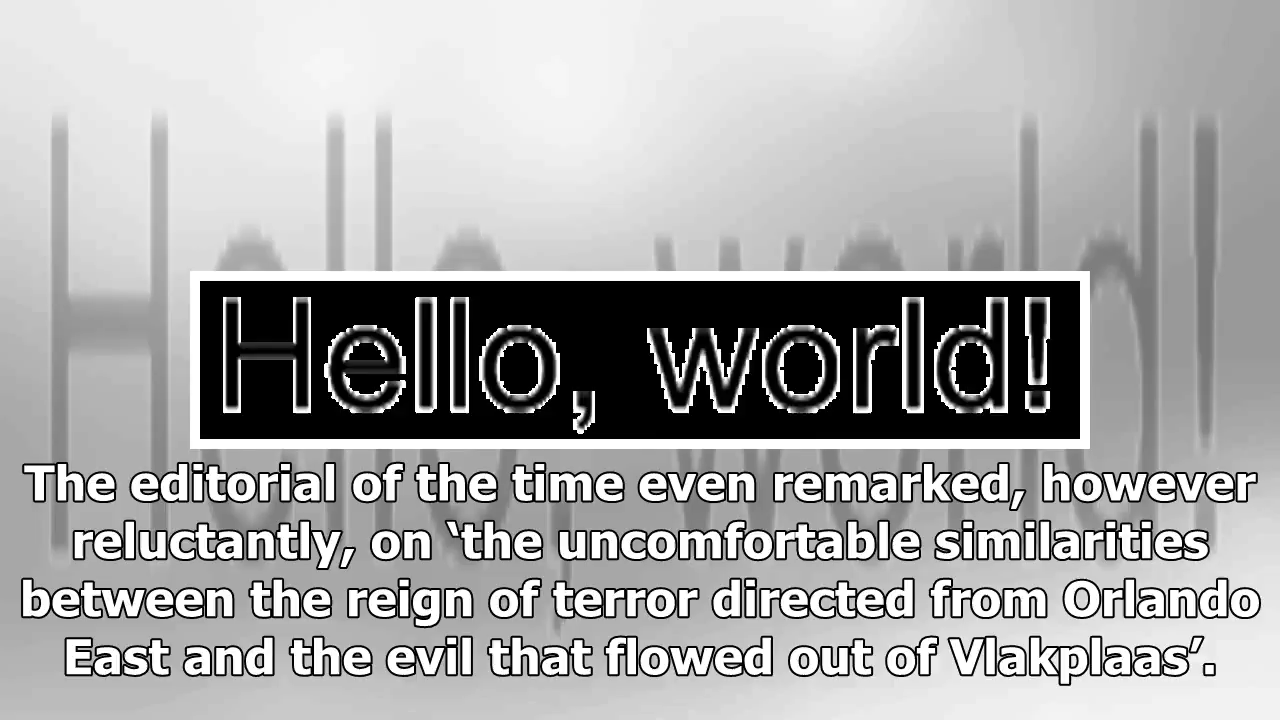 Hello, world!
Hello, world!
The editorial of the time even remarked, however
reluctantly, on ‘the uncomfortable similarities
between the reign of terror directed from Orlando
East and the evil that flowed out of Vlakplaas’.